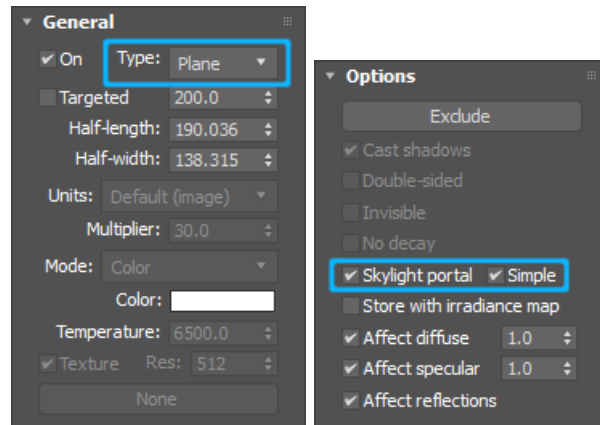 General
On Type: Plane
Targeted 200.0
Half-length: 190.036
Half-width: 138.315
Units: Default (image)
Multiplier: 30.0
Mode: Color
Color:
Temperature: 6500.0
Texture Res: 512
None
Options
Exclude
Cast shadows
Double-sided
Invisible
No decay
Skylight portal Simple
Store with irradiance map
Affect diffuse 1.0
Affect specular 1.0
Affect reflections